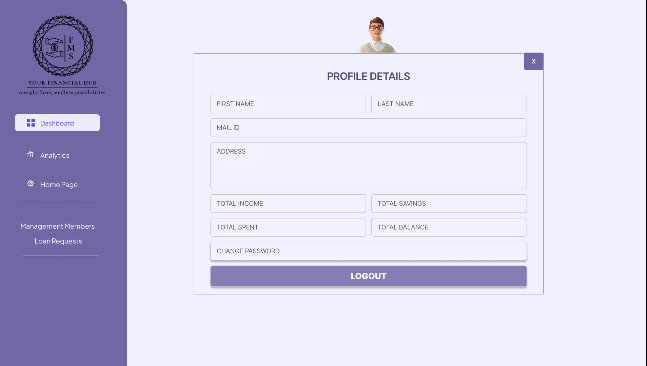 F
M
S
YOUR FINANCIAL HUB
one platform, endless possibilities
Dashboard
Analytics
Home Page
Management Members
Loan Requests
X
PROFILE DETAILS
FIRST NAME
LAST NAME
MAIL ID
ADDRESS
TOTAL INCOME
TOTAL SAVINGS
TOTAL SPENT
TOTAL BALANCE
CHANGE PASSWORD
LOGOUT